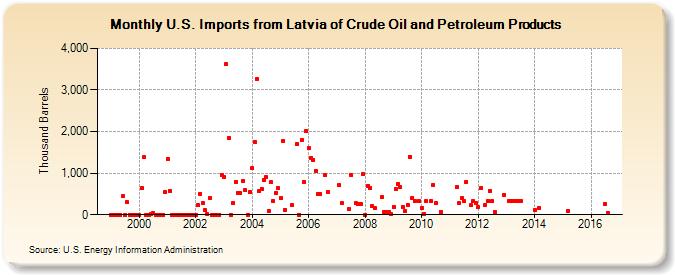 Monthly U.S. Imports from Latvia of Crude Oil and Petroleum Products
Thousand Barrels
4,000
3,000
2,000
1,000
0
2000 2002 2004 2006 2008 2010 2012 2014 2016
Source: U.S. Energy Information Administration